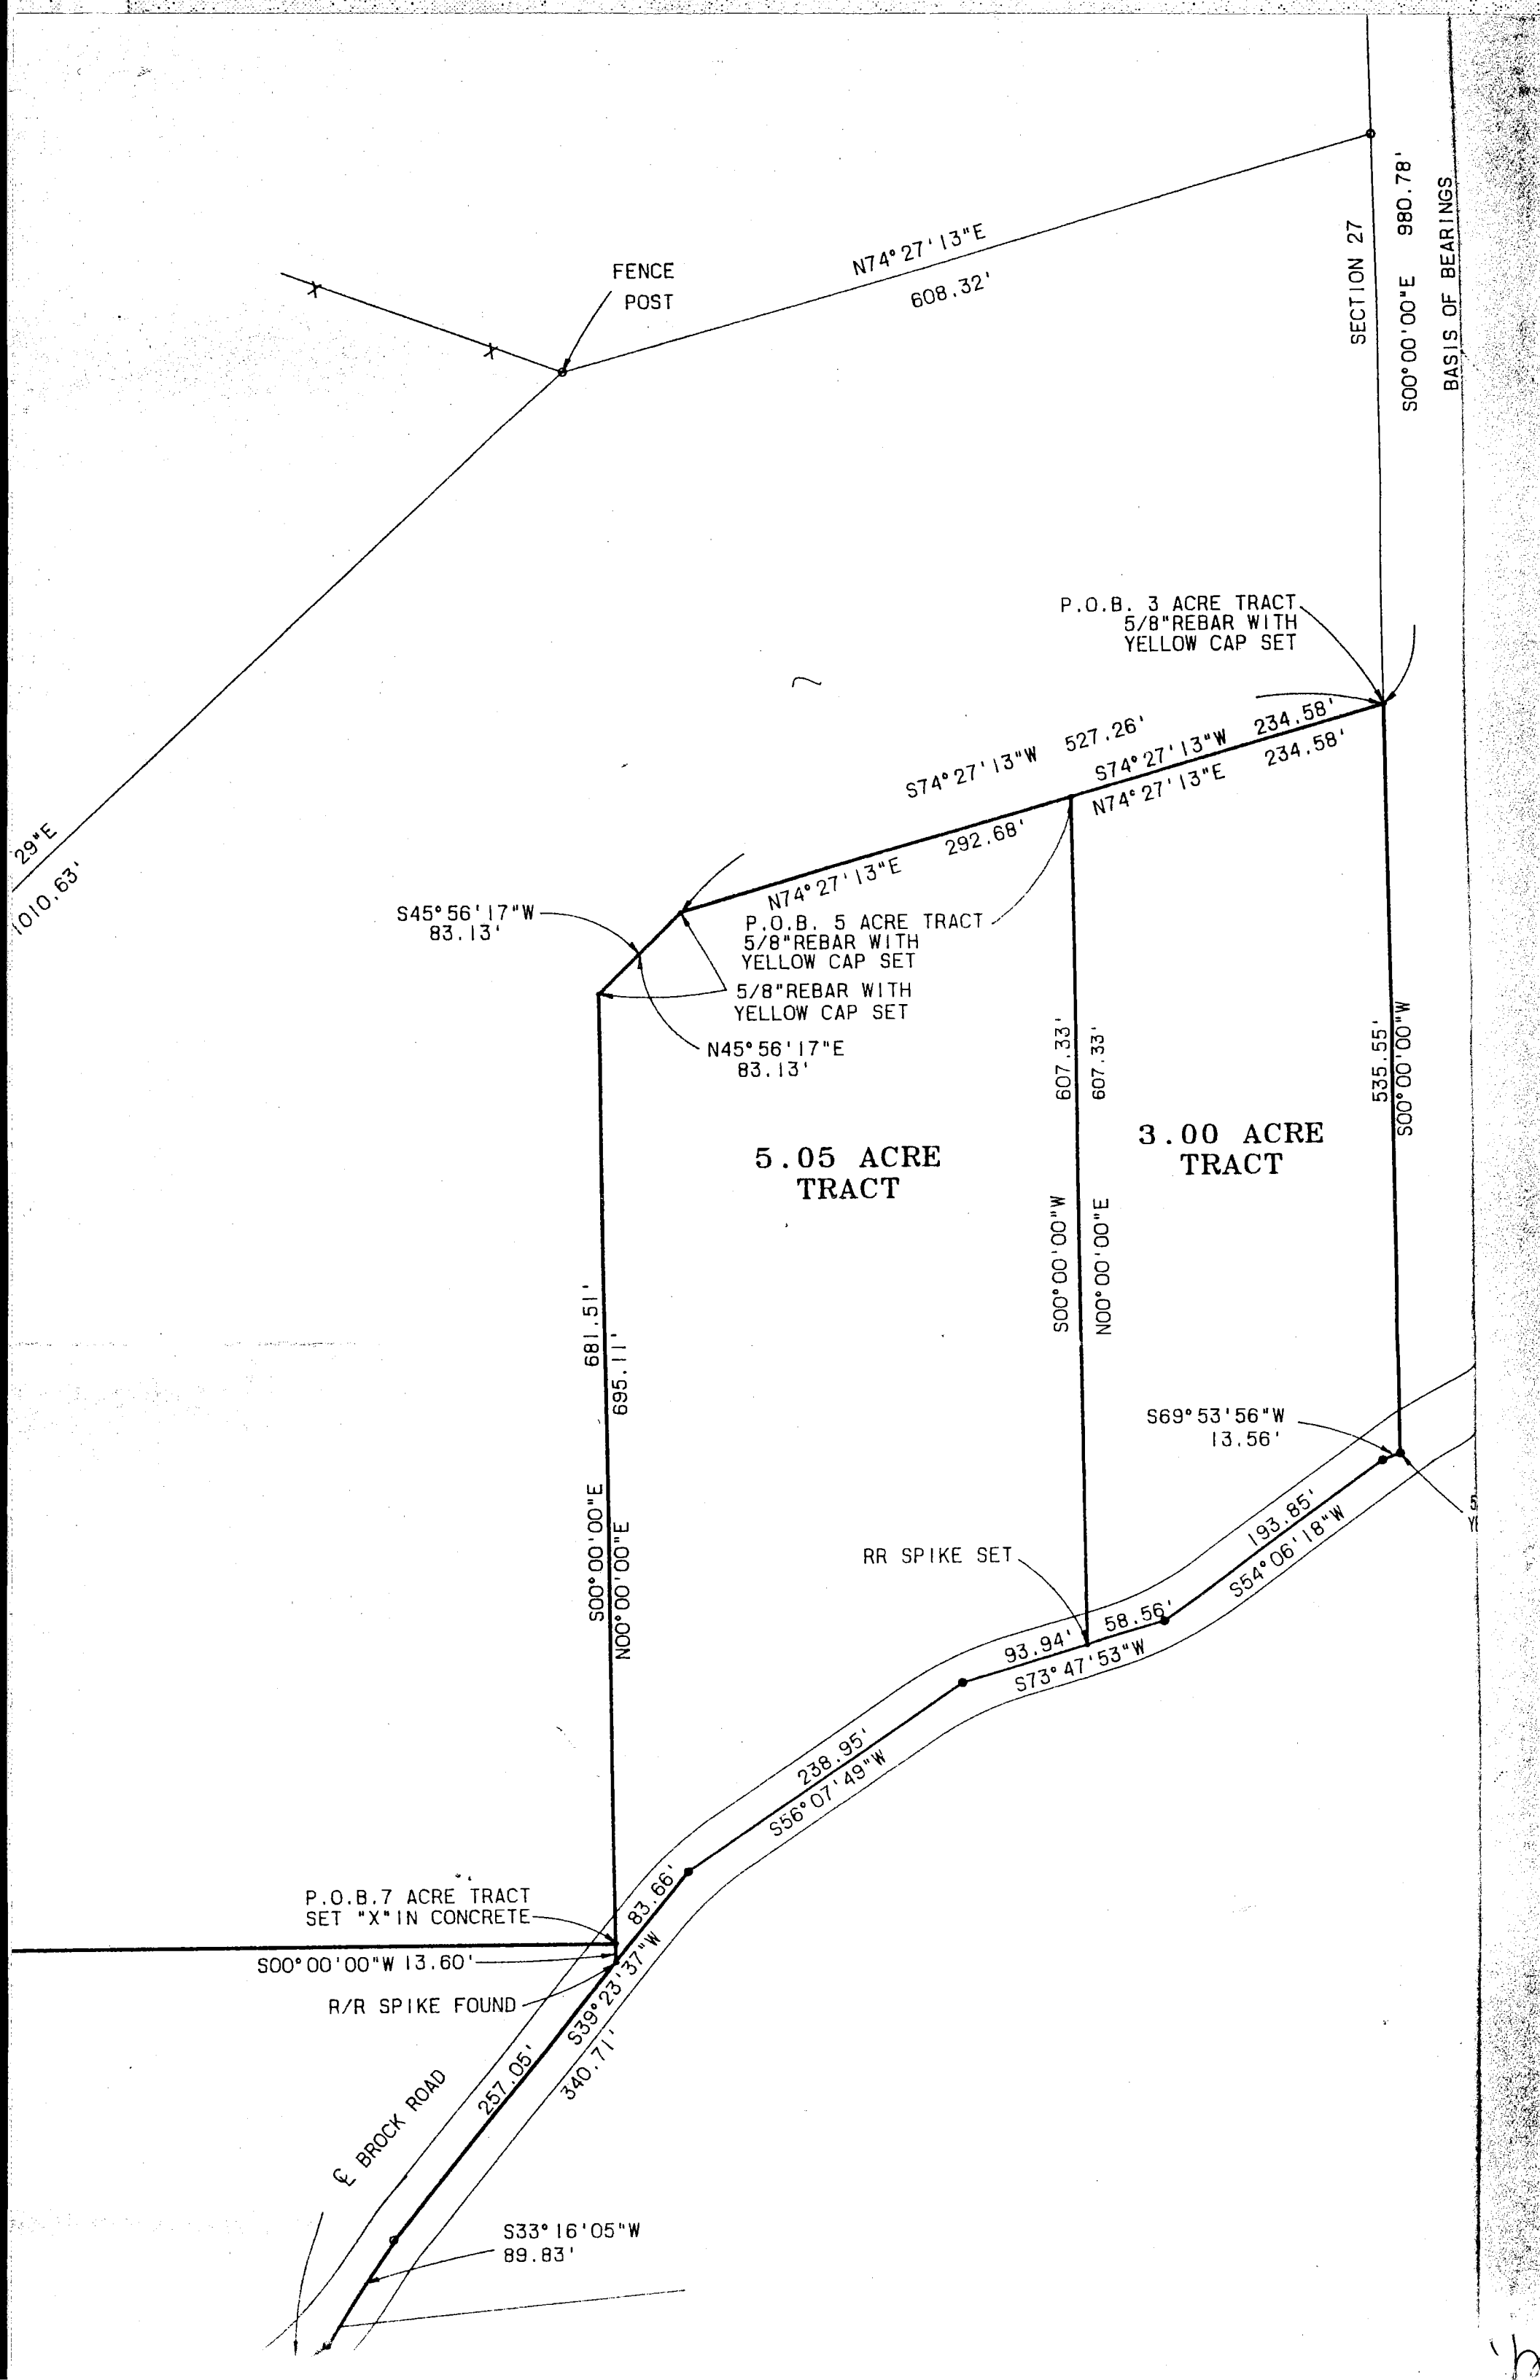 SECTION 27
S00°00'00"E 980.78'
BASIS OF BEARINGS
N74°27'13"E
608.32'
FENCE
POST
29"E
1010.63'
P.O.B. 3 ACRE TRACT
5/8"REBAR WITH
YELLOW CAP SET
S74°27'13"W 527.26'
S74°27'13"W 234.58'
N74°27'13"E 234.58'
N74°27'13"E 292.68'
S45°56'17"W
83.13'
P.O.B. 5 ACRE TRACT
5/8"REBAR WITH
YELLOW CAP SET
5/8"REBAR WITH
YELLOW CAP SET
N45°56'17"E
83.13'
607.33'
607.33'
535.55'
S00°00'00"W
5.05 ACRE
TRACT
3.00 ACRE
TRACT
S00°00'00"W
N00°00'00"E
681.51'
695.11'
S00°00'00"E
N00°00'00"E
S69°53'56"W
13.56'
193.85'
S54°06'18"W
RR SPIKE SET
58.56'
93.94'
S73°47'53"W
238.95'
S56°07'49"W
P.O.B.7 ACRE TRACT
SET "X"IN CONCRETE
83.66'
S00°00'00"W 13.60'
R/R SPIKE FOUND
S39°23'37"W
340.71'
257.05'
℄ BROCK ROAD
S33°16'05"W
89.83'